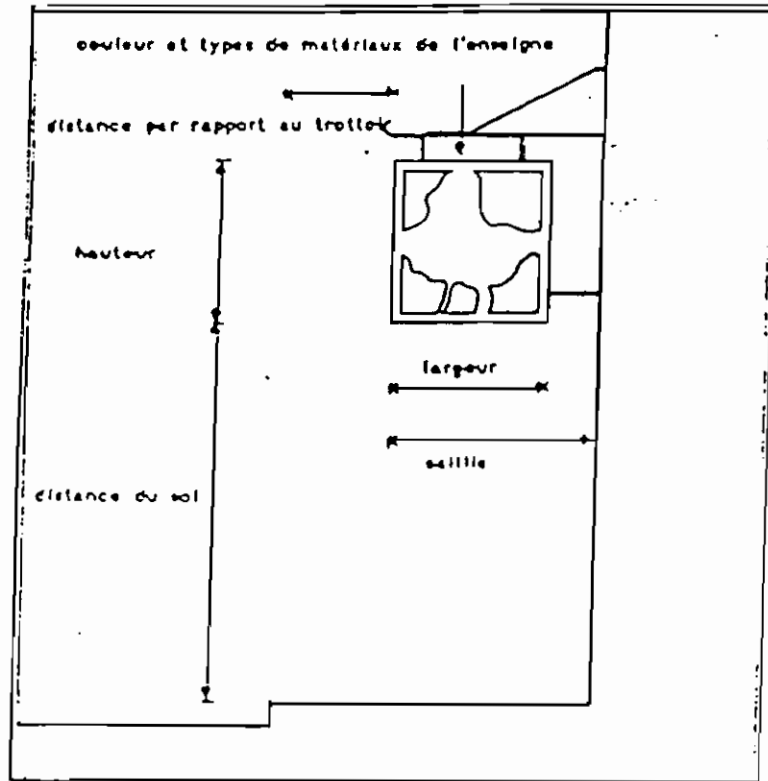 couleur et types de matériaux de l'enseigne
distance par rapport au trottoir
hauteur
largeur
saillie
distance du sol